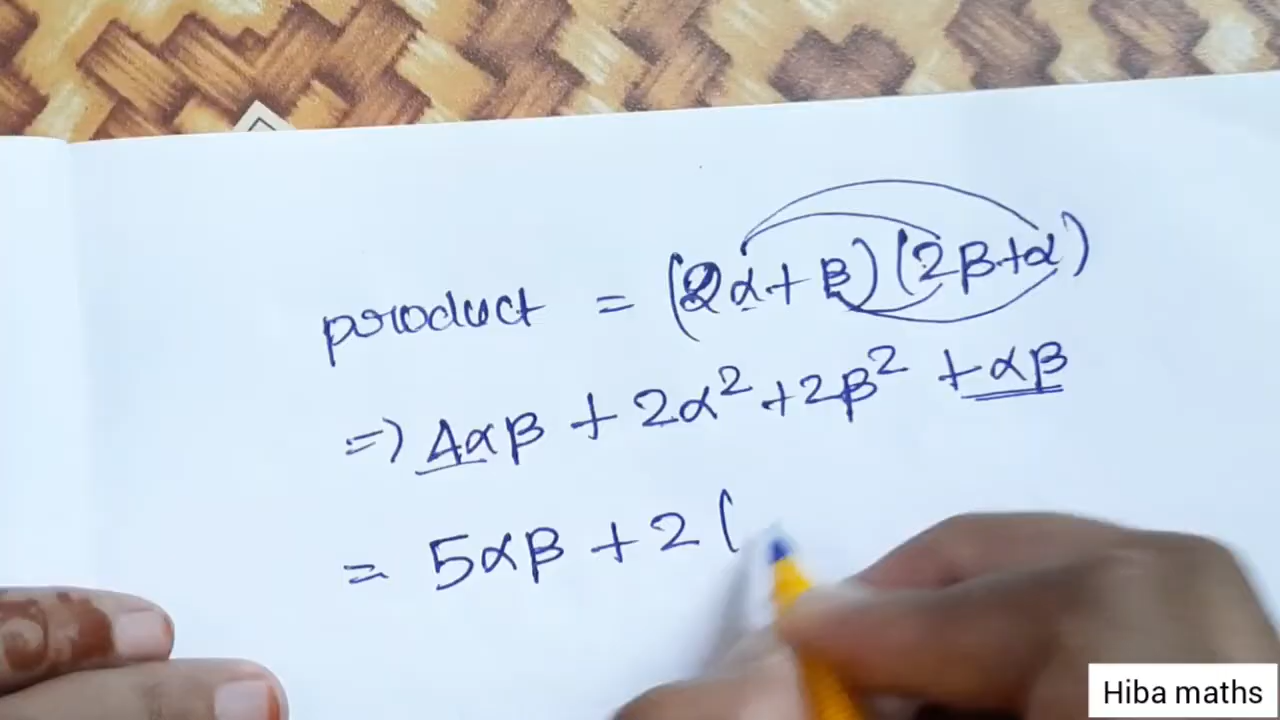 product = (2α+β)(2β+α)
=) 4αβ + 2α² +2β² +αβ
= 5αβ + 2(
Hiba maths